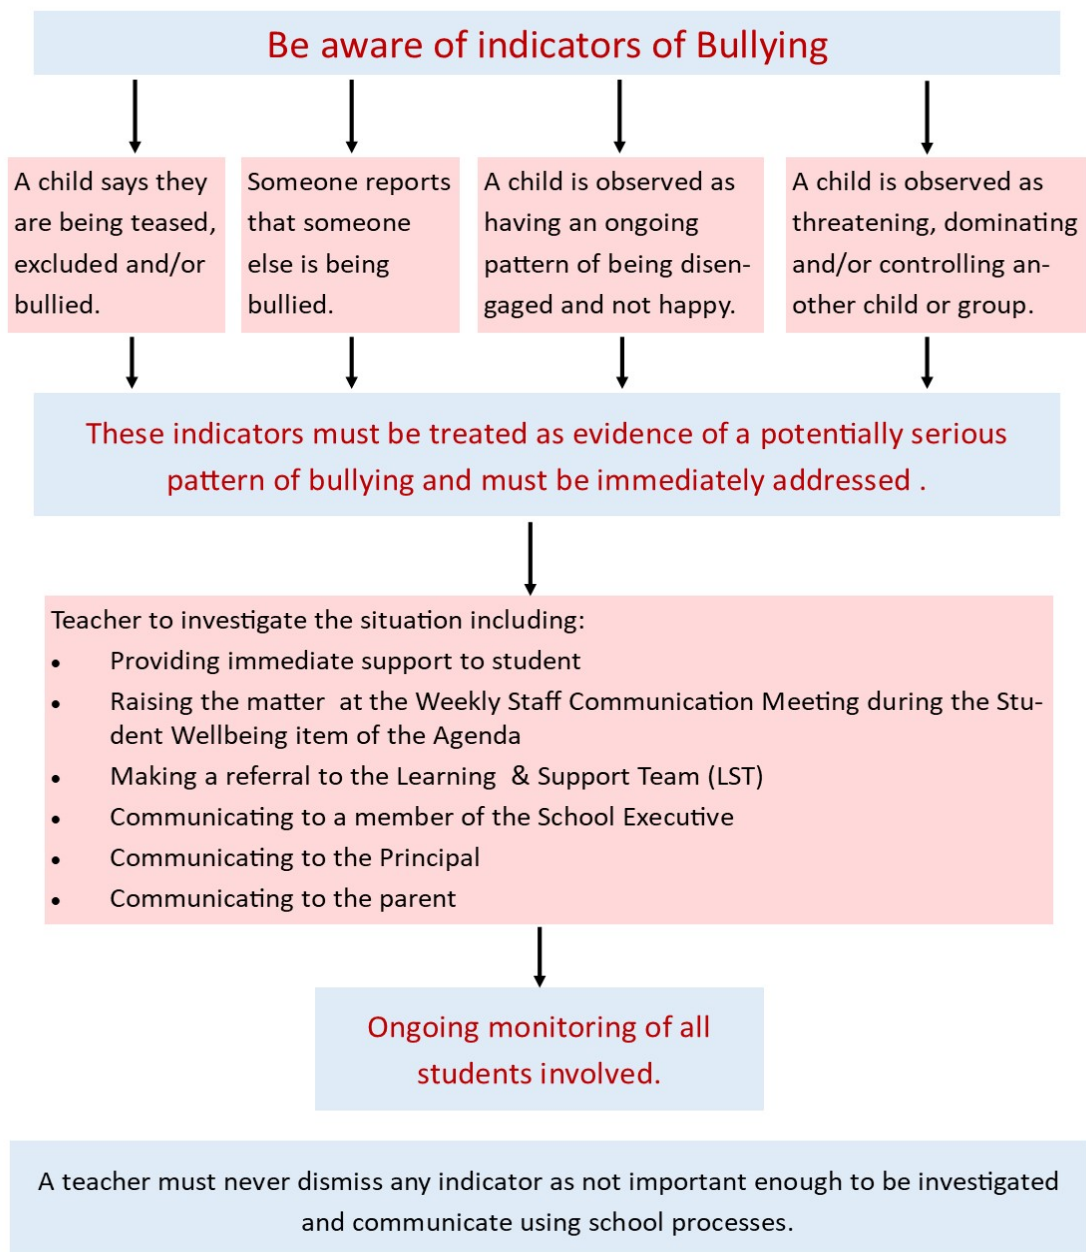 Be aware of indicators of Bullying
A child says they
are being teased,
excluded and/or
bullied.
Someone reports
that someone
else is being
bullied.
A child is observed as
having an ongoing
pattern of being disen-
gaged and not happy.
A child is observed as
threatening, dominating
and/or controlling an-
other child or group.
These indicators must be treated as evidence of a potentially serious
pattern of bullying and must be immediately addressed .
Teacher to investigate the situation including:
• Providing immediate support to student
• Raising the matter  at the Weekly Staff Communication Meeting during the Stu-
dent Wellbeing item of the Agenda
• Making a referral to the Learning  & Support Team (LST)
• Communicating to a member of the School Executive
• Communicating to the Principal
• Communicating to the parent
Ongoing monitoring of all
students involved.
A teacher must never dismiss any indicator as not important enough to be investigated
and communicate using school processes.